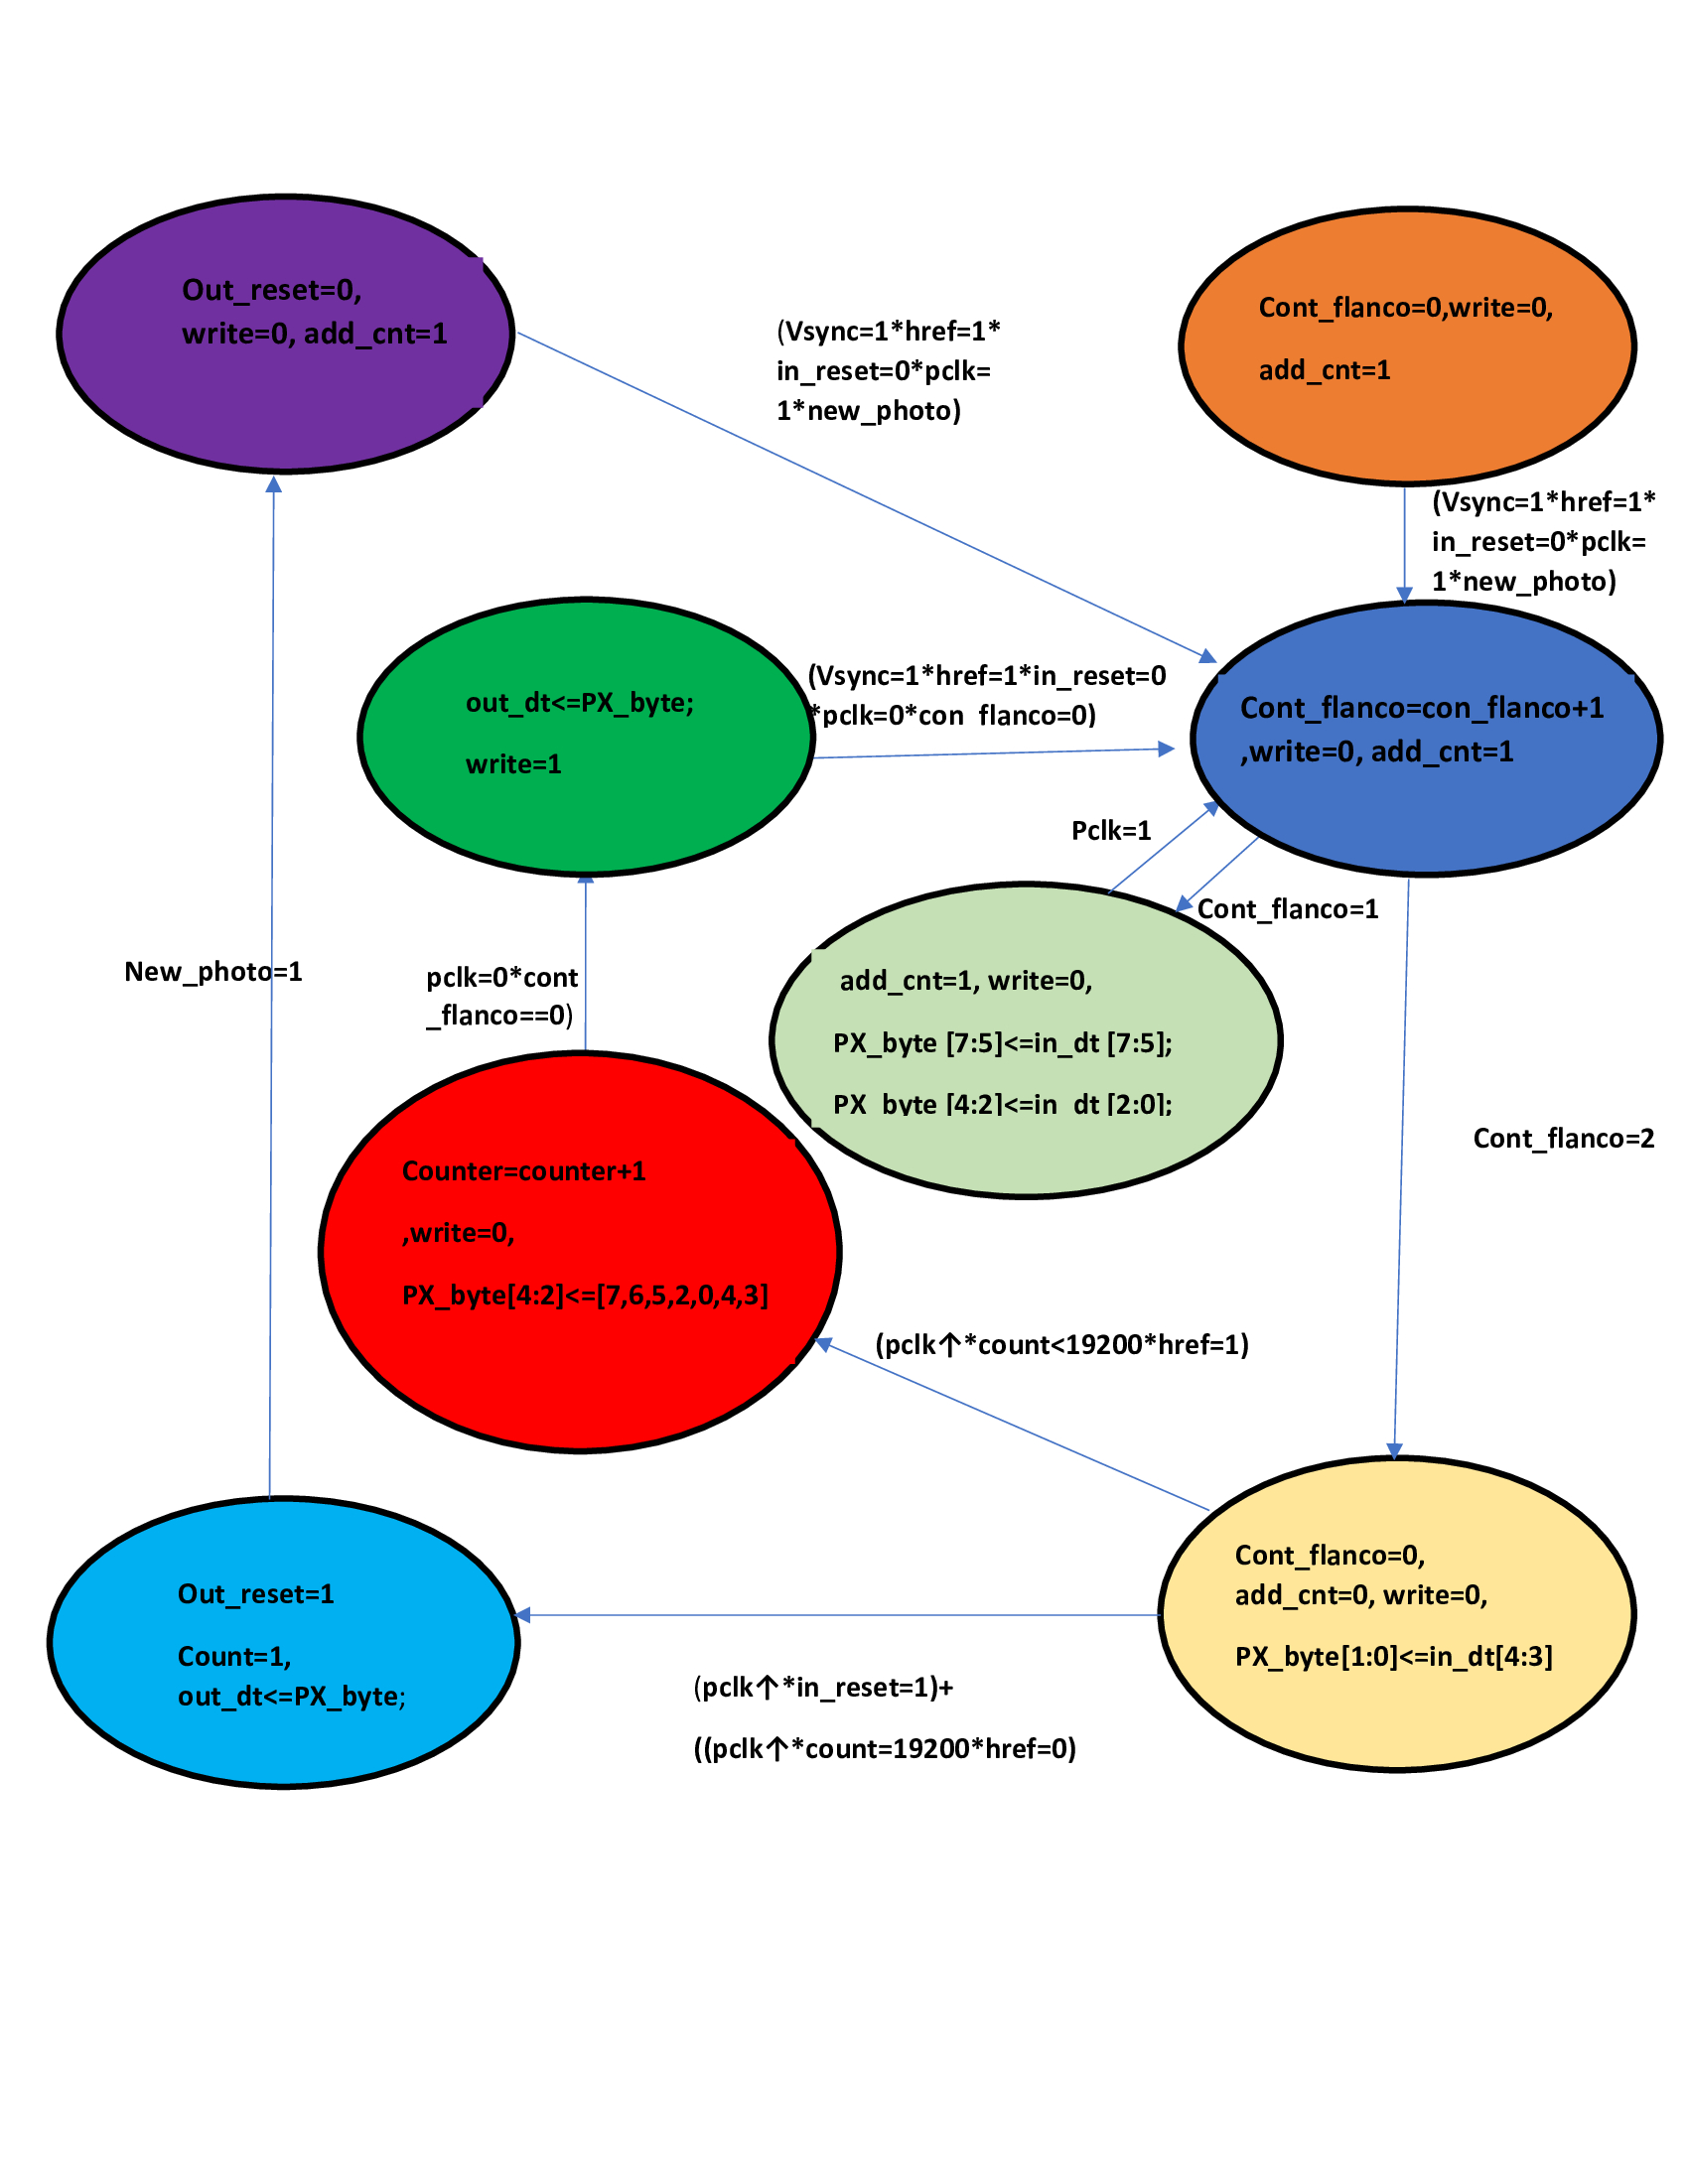 Out_reset=0,
write=0, add_cnt=1
(Vsync=1*href=1*
in_reset=0*pclk=
1*new_photo)
Cont_flanco=0,write=0,
add_cnt=1
(Vsync=1*href=1*
in_reset=0*pclk=
1*new_photo)
out_dt<=PX_byte;
write=1
(Vsync=1*href=1*in_reset=0
*pclk=0*con_flanco=0)
Cont_flanco=con_flanco+1
,write=0, add_cnt=1
Pclk=1
Cont_flanco=1
New_photo=1
pclk=0*cont
_flanco==0)
add_cnt=1, write=0,
PX_byte [7:5]<=in_dt [7:5];
PX_byte [4:2]<=in_dt [2:0];
Cont_flanco=2
Counter=counter+1
,write=0,
PX_byte[4:2]<=[7,6,5,2,0,4,3]
(pclk↑*count<19200*href=1)
Out_reset=1
Count=1,
out_dt<=PX_byte;
Cont_flanco=0,
add_cnt=0, write=0,
PX_byte[1:0]<=in_dt[4:3]
(pclk↑*in_reset=1)+
((pclk↑*count=19200*href=0)